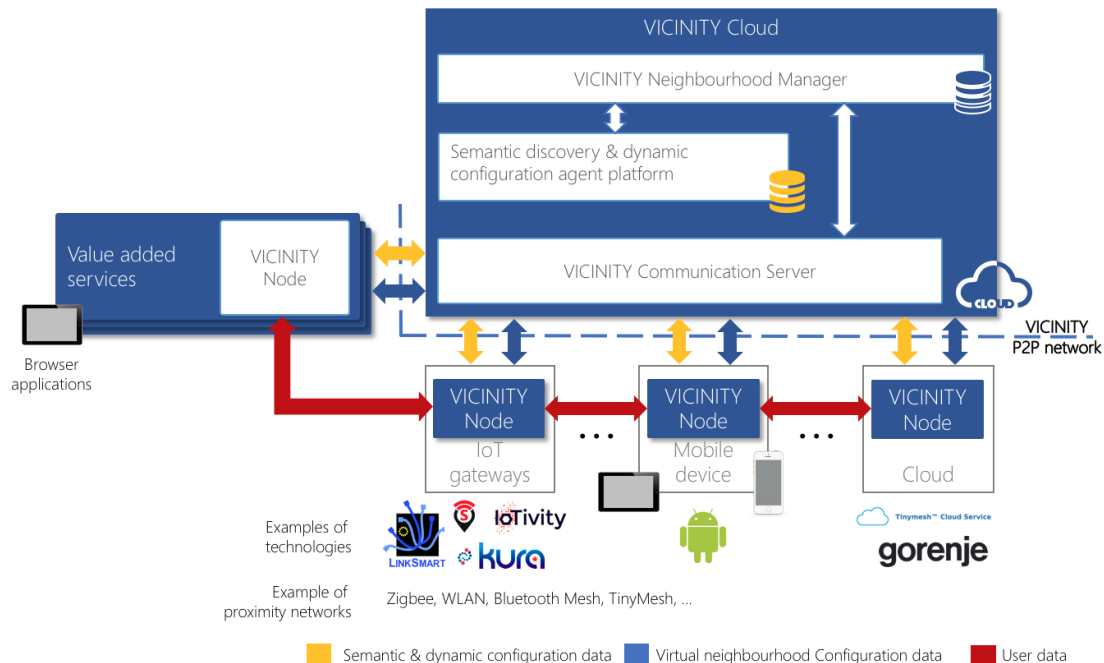 VICINITY Cloud
VICINITY Neighbourhood Manager
Semantic discovery & dynamic
configuration agent platform
VICINITY Communication Server
CLOUD
Value added
services
VICINITY
Node
Browser
applications
VICINITY
P2P network
VICINITY
Node
IoT
gateways
...
VICINITY
Node
Mobile
device
...
VICINITY
Node
Cloud
Examples of
technologies
LINKSMART
S
IoTivity
kura
Tinymesh™ Cloud Service
gorenje
Example of
proximity networks
Zigbee, WLAN, Bluetooth Mesh, TinyMesh, ...
Semantic & dynamic configuration data
Virtual neighbourhood Configuration data
User data